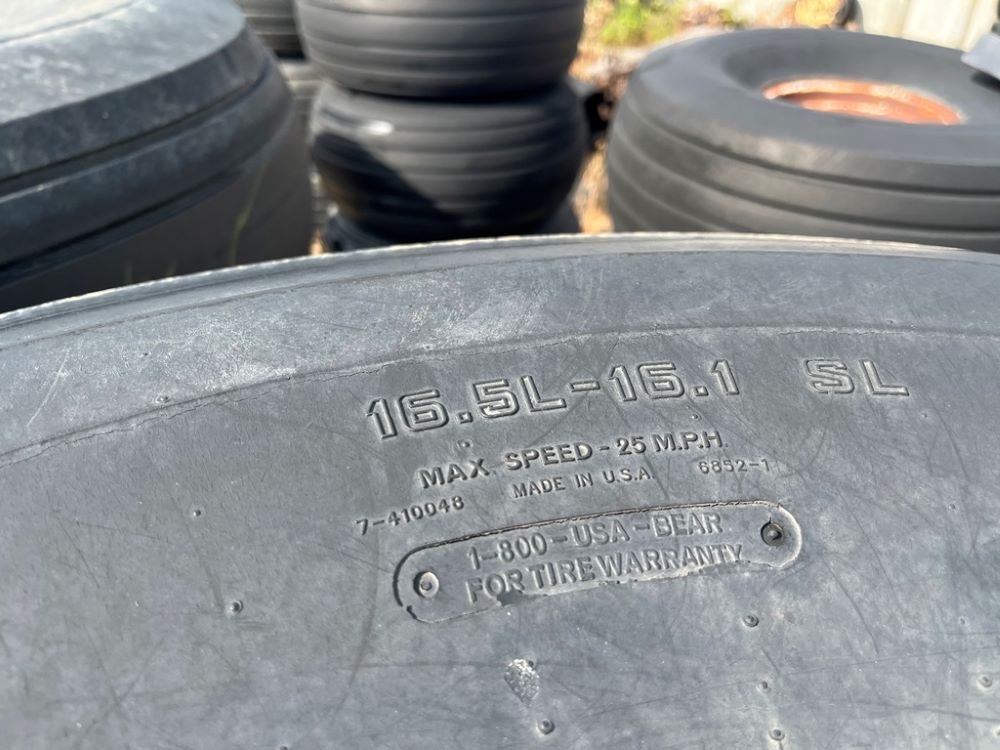 16.5L-16.1 SL
MAX. SPEED - 25 M.P.H.
7-410048 MADE IN U.S.A. 6852-1
1-800-USA-BEAR
FOR TIRE WARRANTY